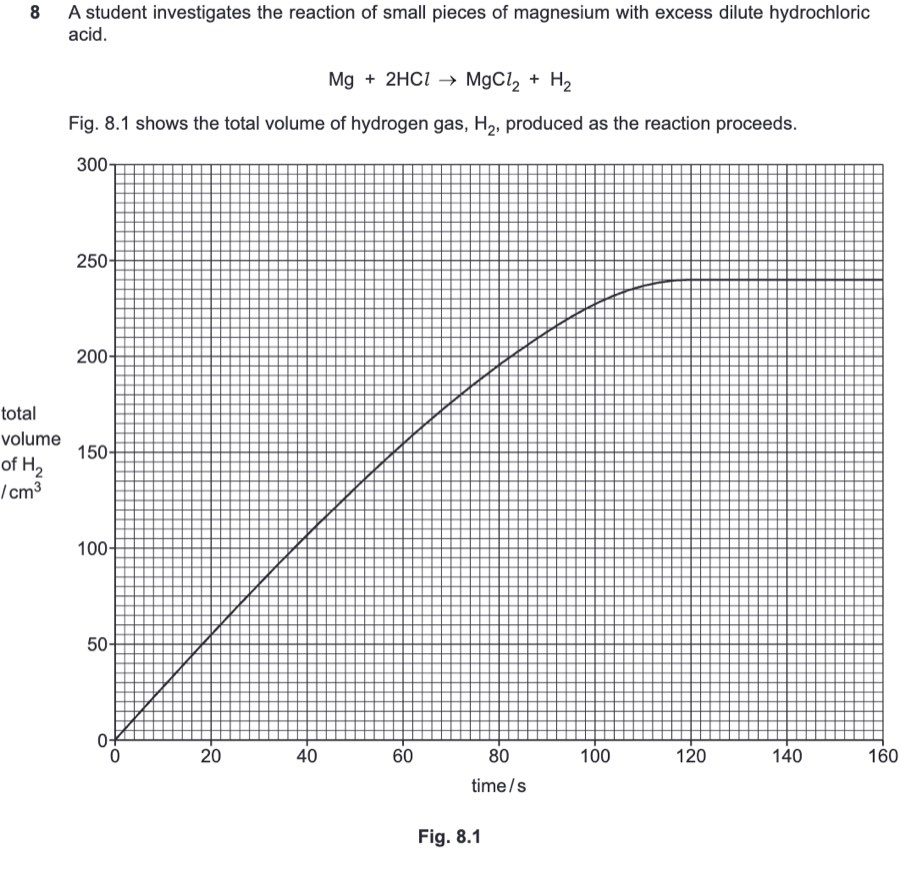 8 A student investigates the reaction of small pieces of magnesium with excess dilute hydrochloric
acid.
Mg + 2HCl → MgCl₂ + H₂
Fig. 8.1 shows the total volume of hydrogen gas, H₂, produced as the reaction proceeds.
300
250
200
total
volume
of H₂
/cm³
150
100
50
0
0 20 40 60 80 100 120 140 160
time/s
Fig. 8.1